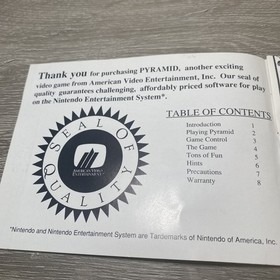 Thank you for purchasing PYRAMID, another exciting
video game from American Video Entertainment, Inc. Our seal of
quality guarantees challenging, affordably priced software for play
on the Nintendo Entertainment System*.
SEAL OF
QUALITY
AMERICAN VIDEO
ENTERTAINMENT
TABLE OF CONTENTS
Introduction 1
Playing Pyramid 2
Game Control 3
The Game 4
Tons of Fun 5
Hints 6
Precautions 7
Warranty 8
*Nintendo and Nintendo Entertainment System are Tardemarks of Nintendo of America, Inc.